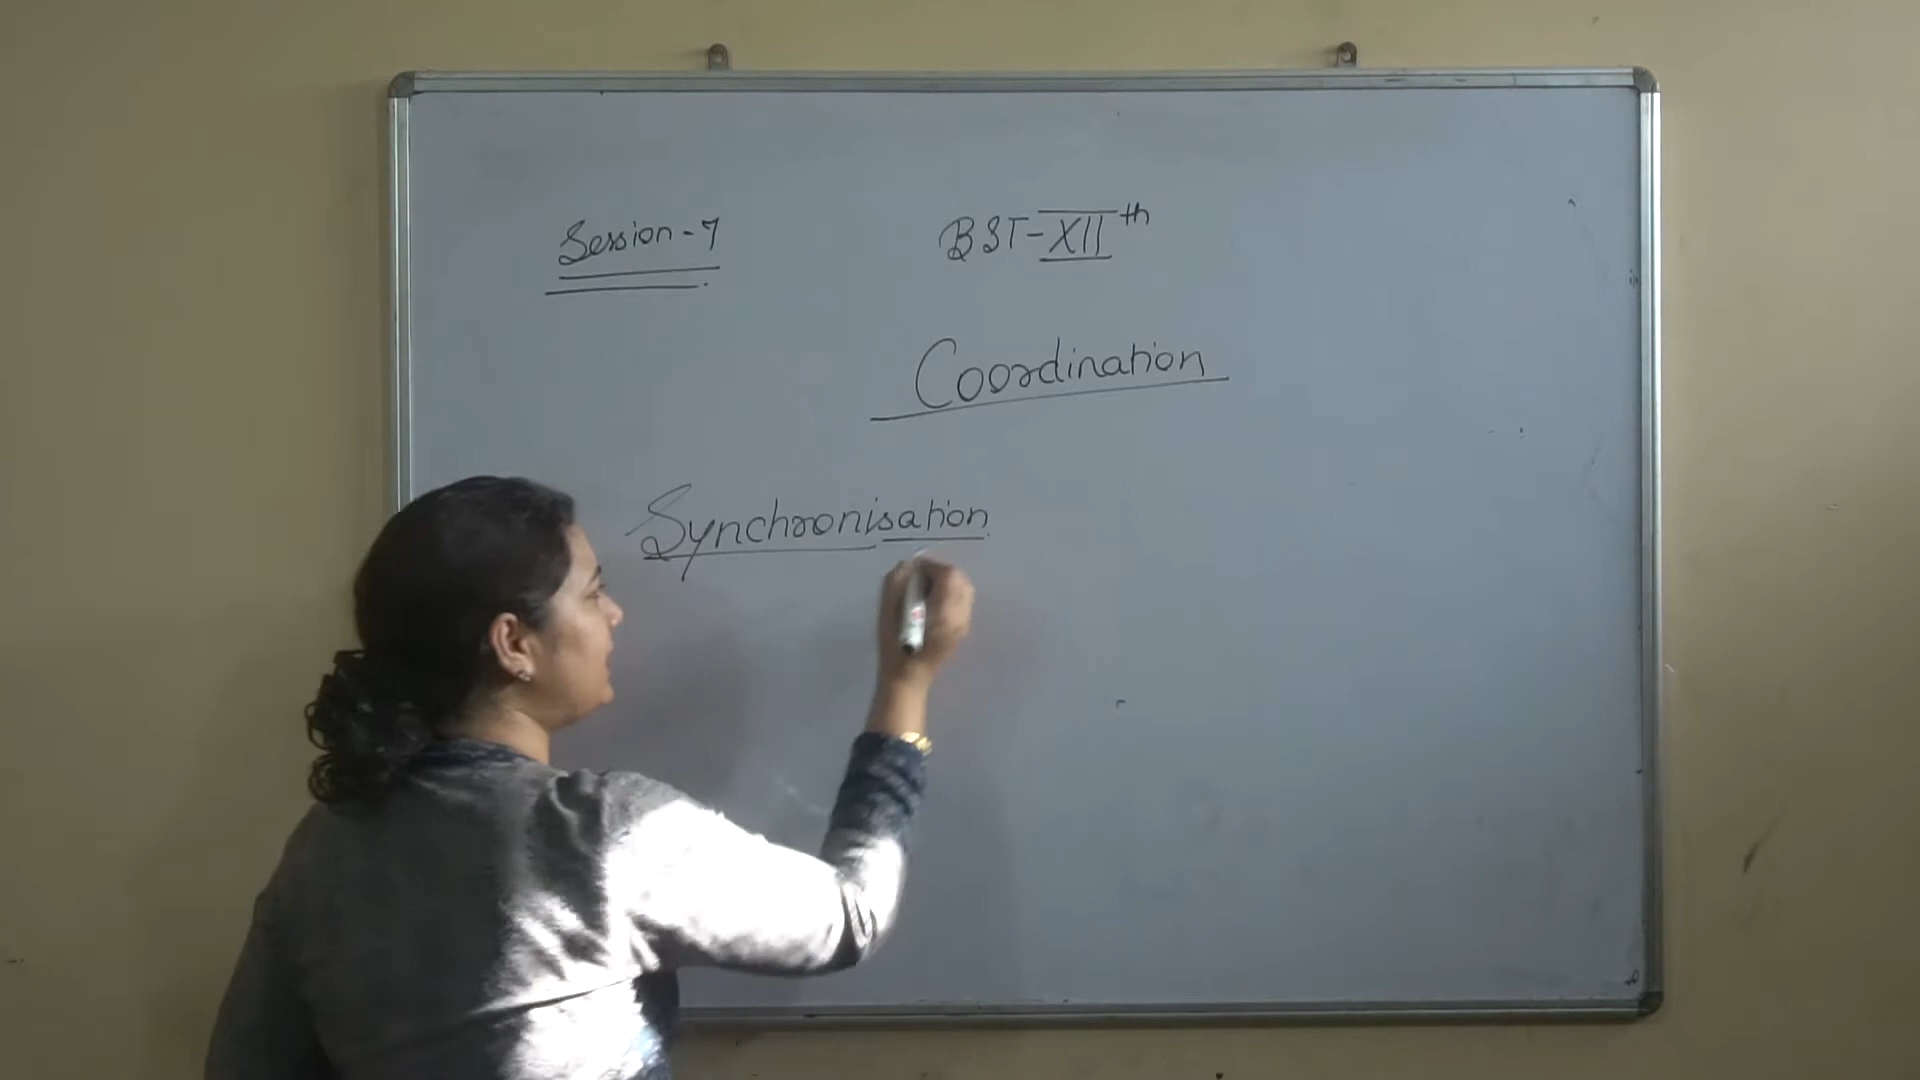 Session - 7
BST - XIIth
Coordination
Synchronisation